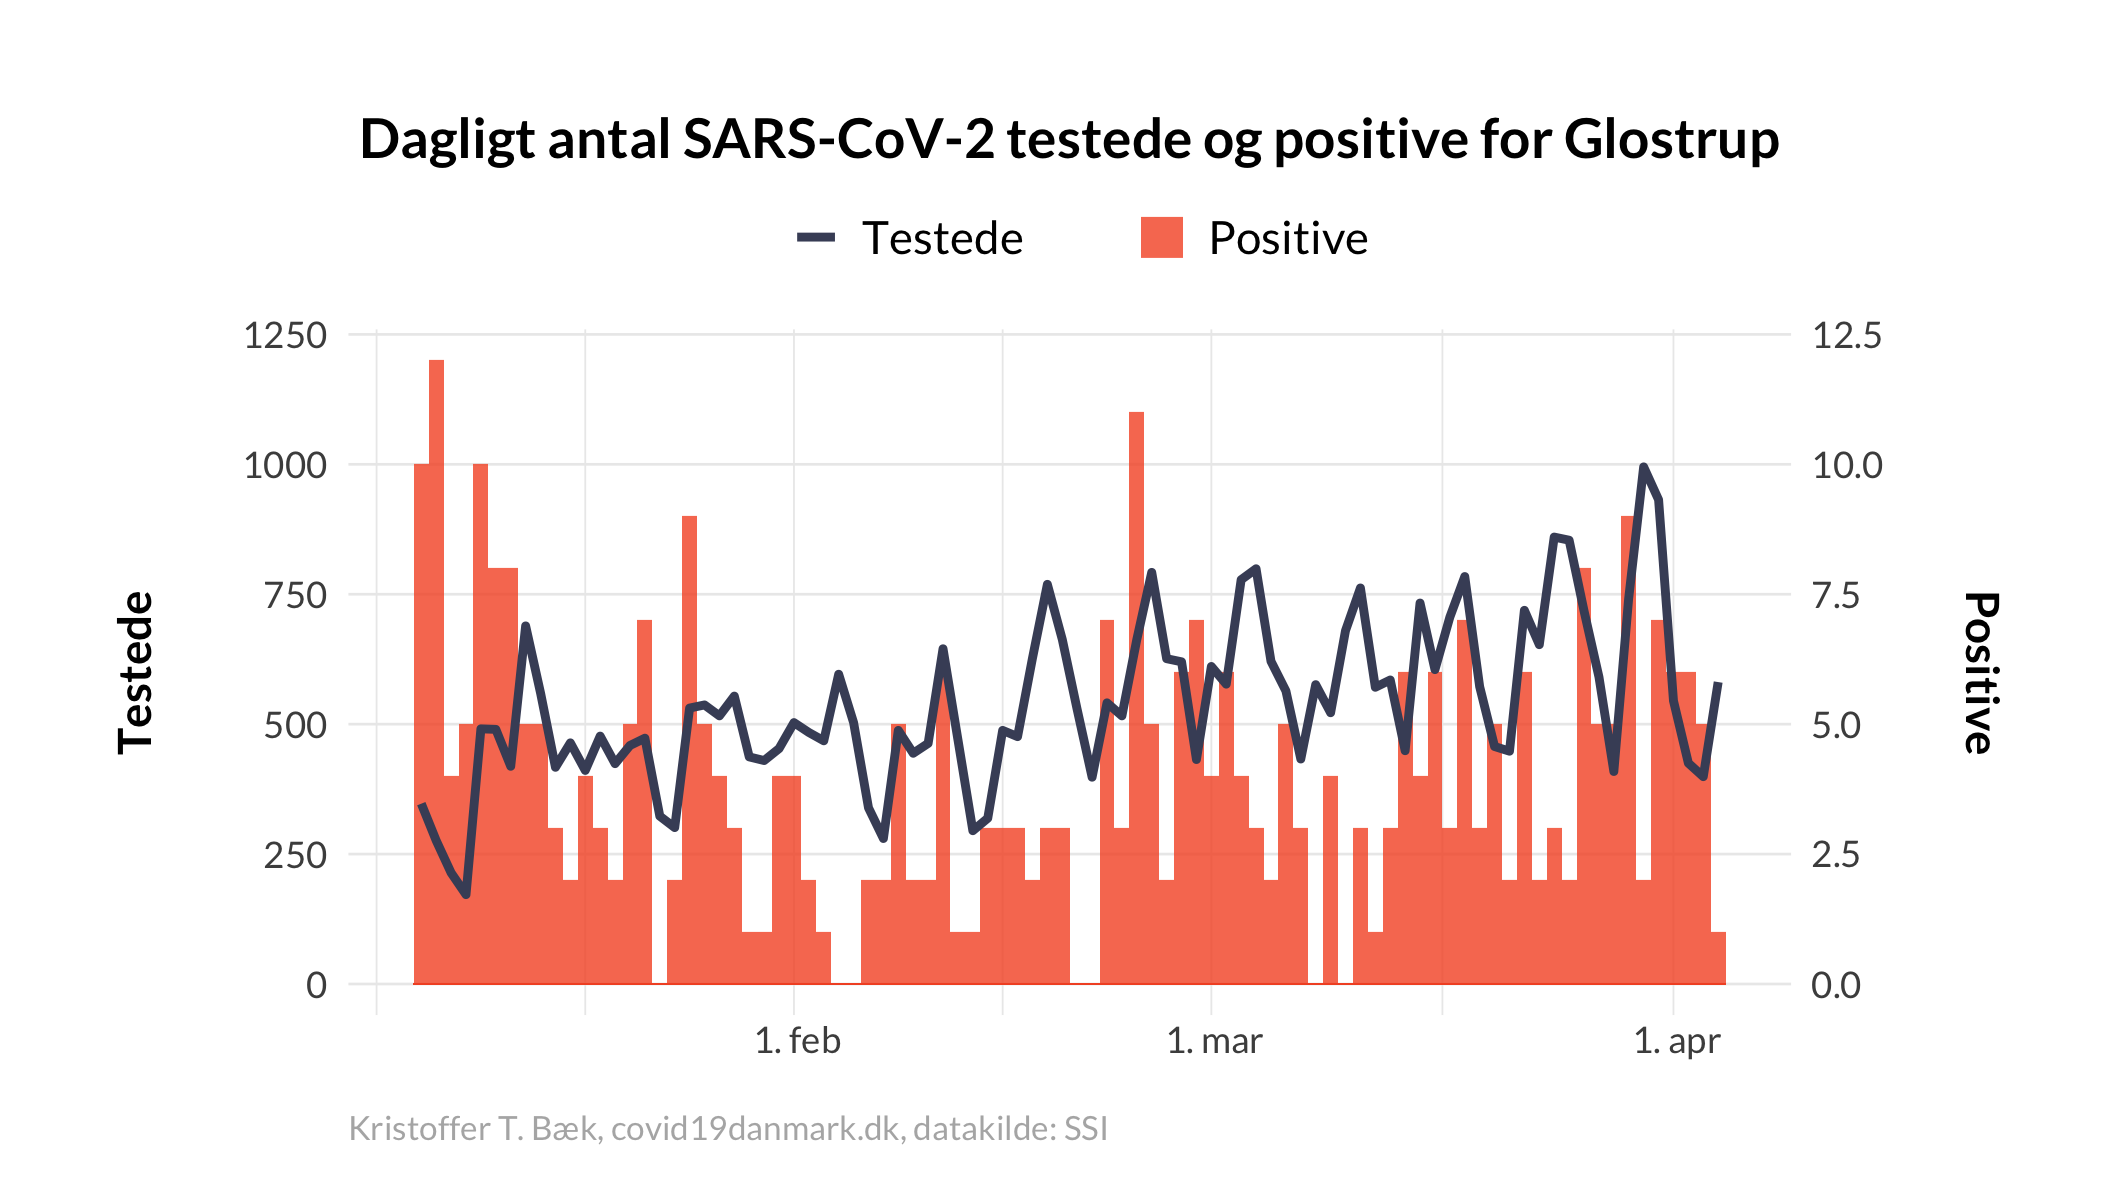 Dagligt antal SARS-CoV-2 testede og positive for Glostrup
Testede Positive
1250 12.5
1000 10.0
750 7.5
500 5.0
250 2.5
0 0.0
Testede
Positive
1. feb 1. mar 1. apr
Kristoffer T. Bæk, covid19danmark.dk, datakilde: SSI